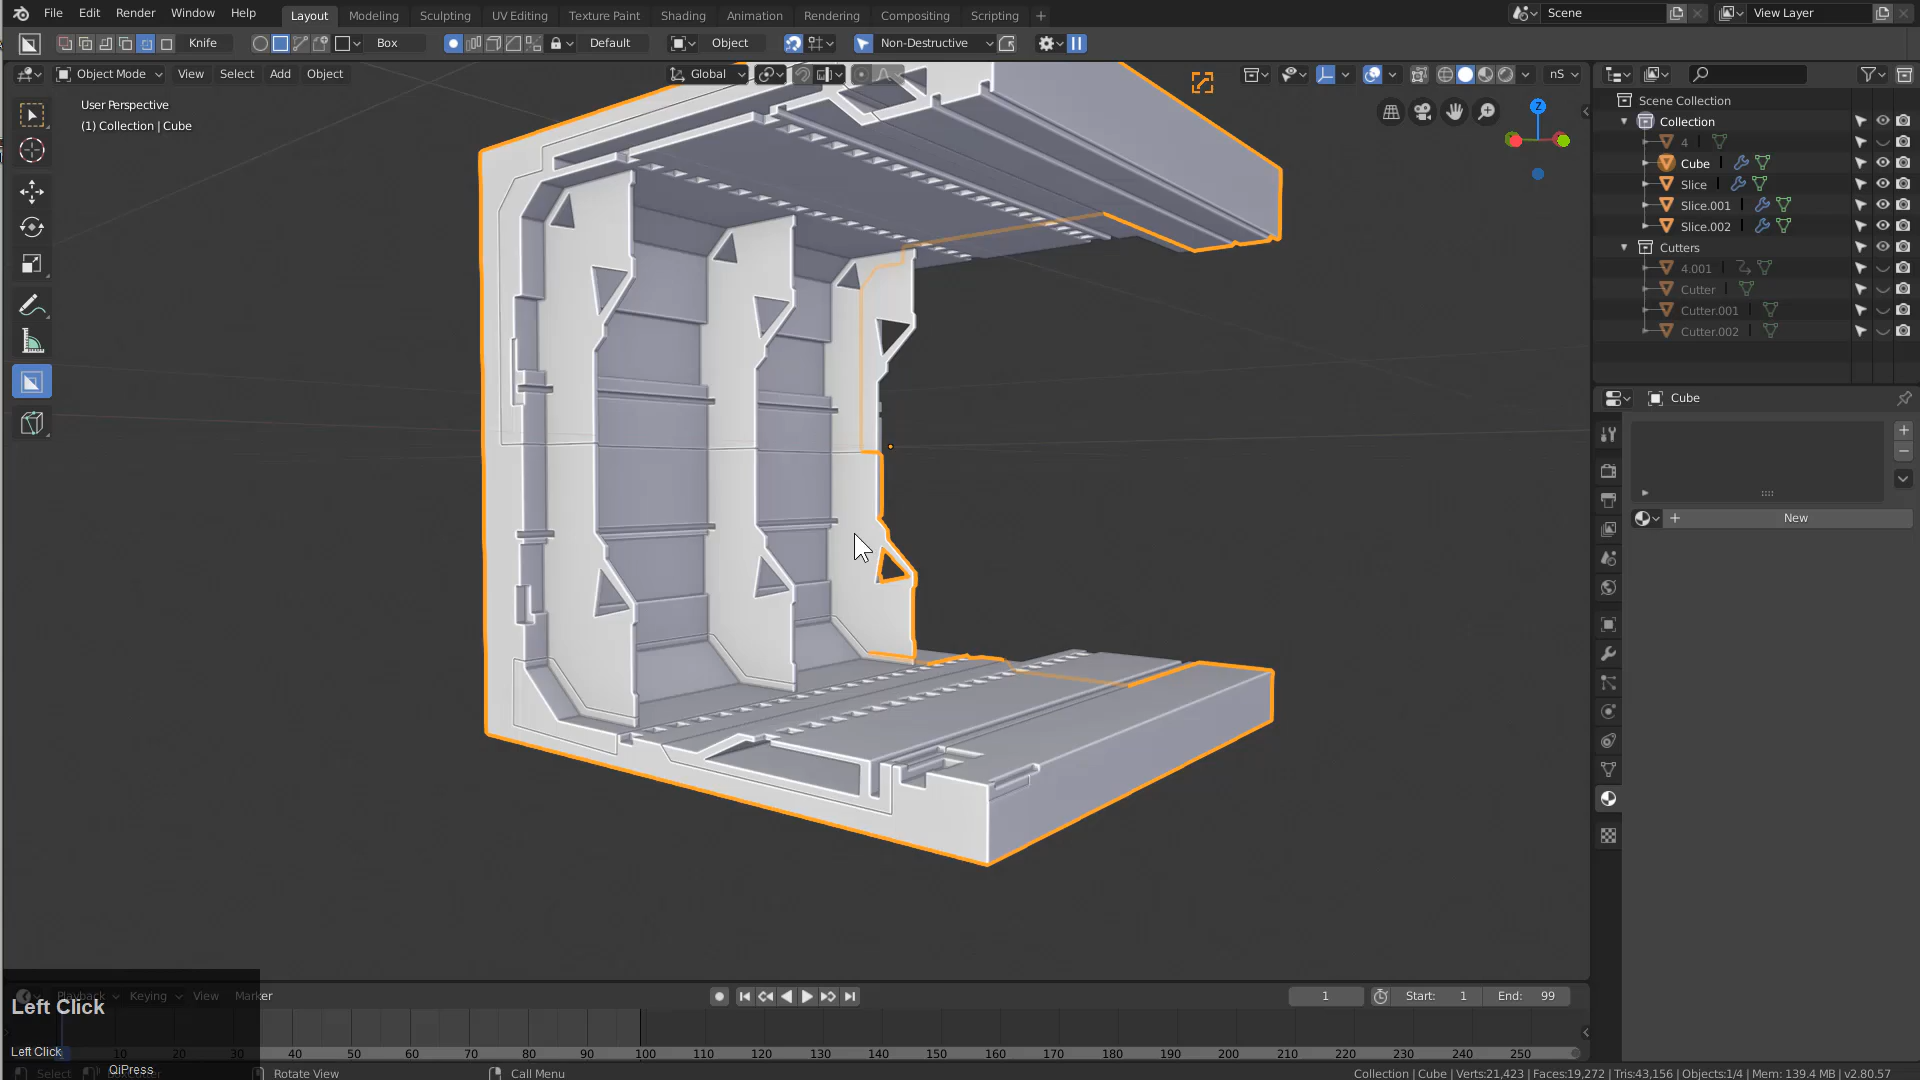 File Edit Render Window Help Layout Modeling Sculpting UV Editing Texture Paint Shading Animation Rendering Compositing Scripting + Scene View Layer
Knife Box Default Object Non-Destructive
Object Mode View Select Add Object Global nS
User Perspective
(1) Collection | Cube
Z
Scene Collection
Collection
4
Cube
Slice
Slice.001
Slice.002
Cutters
4.001
Cutter
Cutter.001
Cutter.002
Cube
New
Playback Keying View Marker 1 Start: 1 End: 99
Left Click
Left Click
10 20 30 40 50 60 70 80 90 100 110 120 130 140 150 160 170 180 190 200 210 220 230 240 250
QiPress
Select Rotate View Call Menu Collection | Cube | Verts:21,423 | Faces:19,272 | Tris:43,156 | Objects:1/4 | Mem: 139.4 MB | v2.80.57